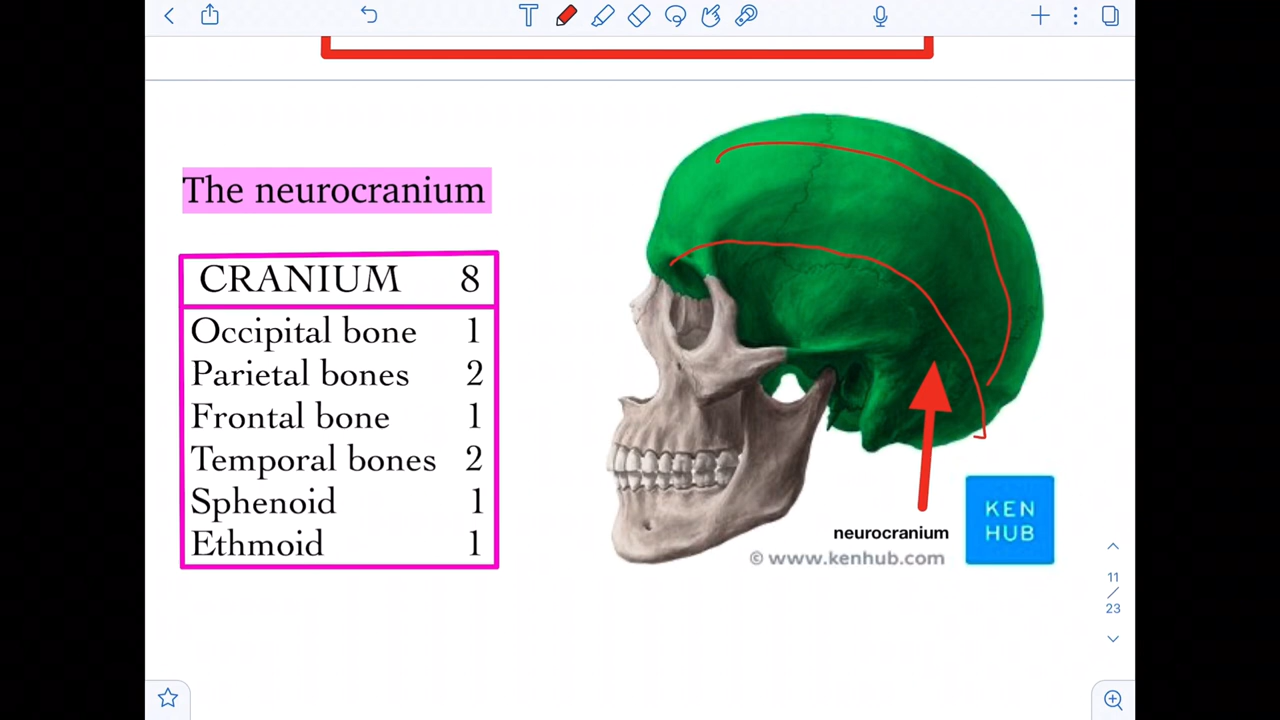 The neurocranium
CRANIUM 8
Occipital bone 1
Parietal bones 2
Frontal bone 1
Temporal bones 2
Sphenoid 1
Ethmoid 1
neurocranium
© www.kenhub.com
KEN
HUB
11
/
23
T